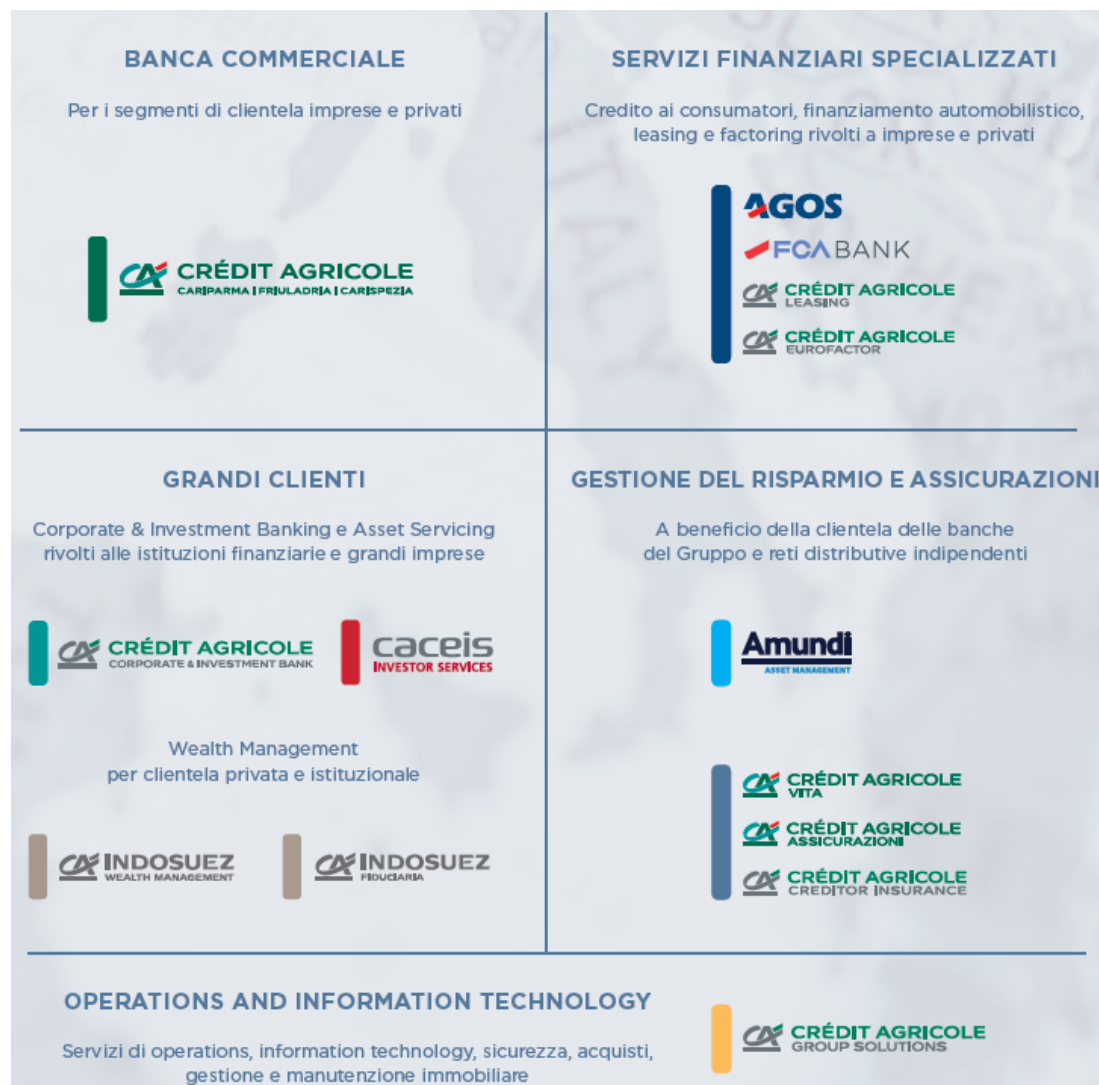 BANCA COMMERCIALE
Per i segmenti di clientela imprese e privati
CRÉDIT AGRICOLE
CARIPARMA | FRIULADRIA | CARISPEZIA
SERVIZI FINANZIARI SPECIALIZZATI
Credito ai consumatori, finanziamento automobilistico,
leasing e factoring rivolti a imprese e privati
AGOS
FCA BANK
CRÉDIT AGRICOLE
LEASING
CRÉDIT AGRICOLE
EUROFACTOR
GRANDI CLIENTI
Corporate & Investment Banking e Asset Servicing
rivolti alle istituzioni finanziarie e grandi imprese
CRÉDIT AGRICOLE
CORPORATE & INVESTMENT BANK
caceis
INVESTOR SERVICES
Wealth Management
per clientela privata e istituzionale
INDOSUEZ
WEALTH MANAGEMENT
INDOSUEZ
FIDUCIARIA
GESTIONE DEL RISPARMIO E ASSICURAZIONI
A beneficio della clientela delle banche
del Gruppo e reti distributive indipendenti
Amundi
ASSET MANAGEMENT
CRÉDIT AGRICOLE
VITA
CRÉDIT AGRICOLE
ASSICURAZIONI
CRÉDIT AGRICOLE
CREDITOR INSURANCE
OPERATIONS AND INFORMATION TECHNOLOGY
Servizi di operations, information technology, sicurezza, acquisti,
gestione e manutenzione immobiliare
CRÉDIT AGRICOLE
GROUP SOLUTIONS